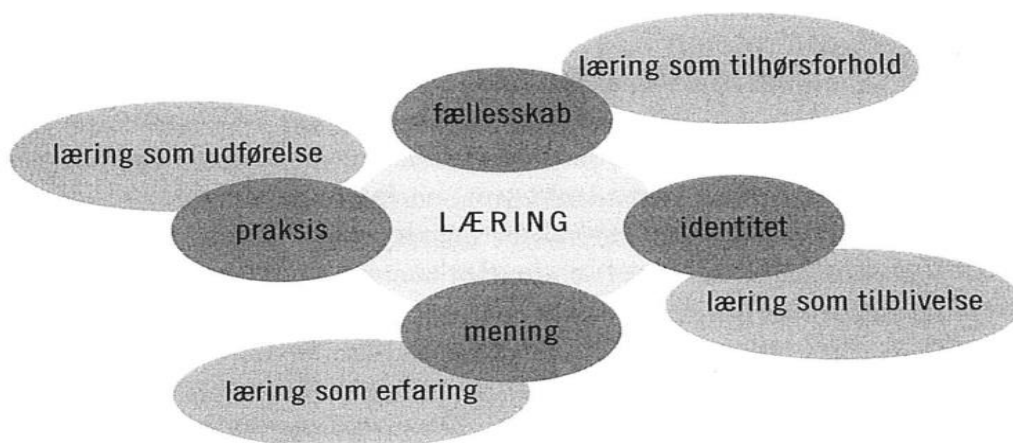 læring som tilhørsforhold
fællesskab
læring som udførelse
praksis
LÆRING
identitet
læring som tilblivelse
mening
læring som erfaring